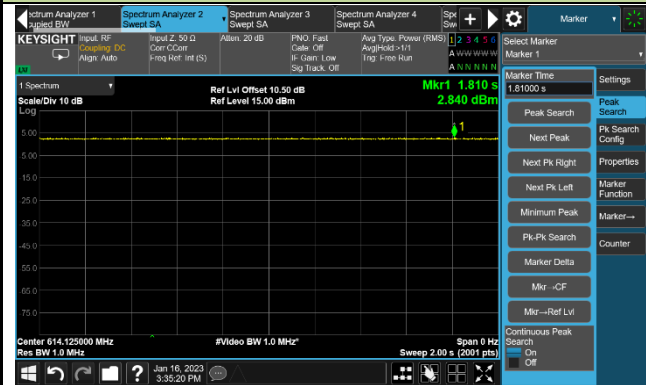 Spectrum Analyzer 1
Occupied BW
Spectrum Analyzer 2
Swept SA
Spectrum Analyzer 3
Swept SA
Spectrum Analyzer 4
Swept SA
Marker
KEYSIGHT
Input: RF
Coupling: DC
Align: Auto
Input Z: 50 Ω
Corr CCorr
Freq Ref: Int (S)
Atten: 20 dB
PNO: Fast
Gate: Off
IF Gain: Low
Sig Track: Off
Avg Type: Power (RMS)
Avg|Hold:>1/1
Trig: Free Run
1 2 3 4 5 6
A W W W W W
A N N N N N
LXI
1 Spectrum
Scale/Div 10 dB
Log
Ref Lvl Offset 10.50 dB
Ref Level 15.00 dBm
Mkr1 1.810 s
2.840 dBm
1
5.00
-5.00
-15.0
-25.0
-35.0
-45.0
-55.0
-65.0
-75.0
Center 614.125000 MHz
Res BW 1.0 MHz
#Video BW 1.0 MHz*
Span 0 Hz
Sweep 2.00 s (2001 pts)
Select Marker
Marker 1
Marker Time
1.81000 s
Peak Search
Next Peak
Next Pk Right
Next Pk Left
Minimum Peak
Pk-Pk Search
Marker Delta
Mkr→CF
Mkr→Ref Lvl
Continuous Peak
Search
On
Off
Settings
Peak
Search
Pk Search
Config
Properties
Marker
Function
Marker→
Counter
?
Jan 16, 2023
3:35:20 PM